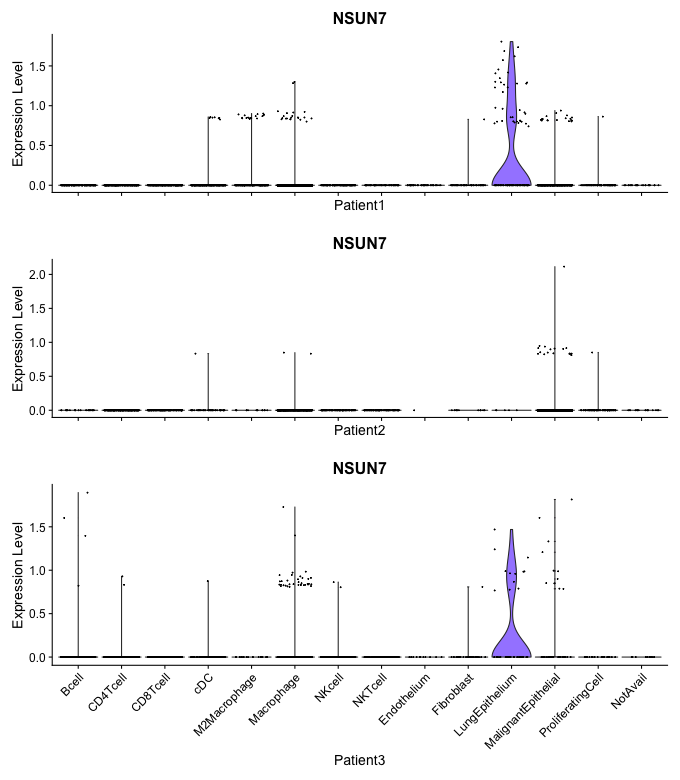 NSUN7
Expression Level
1.5
1.0
0.5
0.0
Patient1
NSUN7
Expression Level
2.0
1.5
1.0
0.5
0.0
Patient2
NSUN7
Expression Level
1.5
1.0
0.5
0.0
Bcell
CD4Tcell
CD8Tcell
cDC
M2Macrophage
Macrophage
NKcell
NKTcell
Endothelium
Fibroblast
LungEpithelium
MalignantEpithelial
ProliferatingCell
NotAvail
Patient3